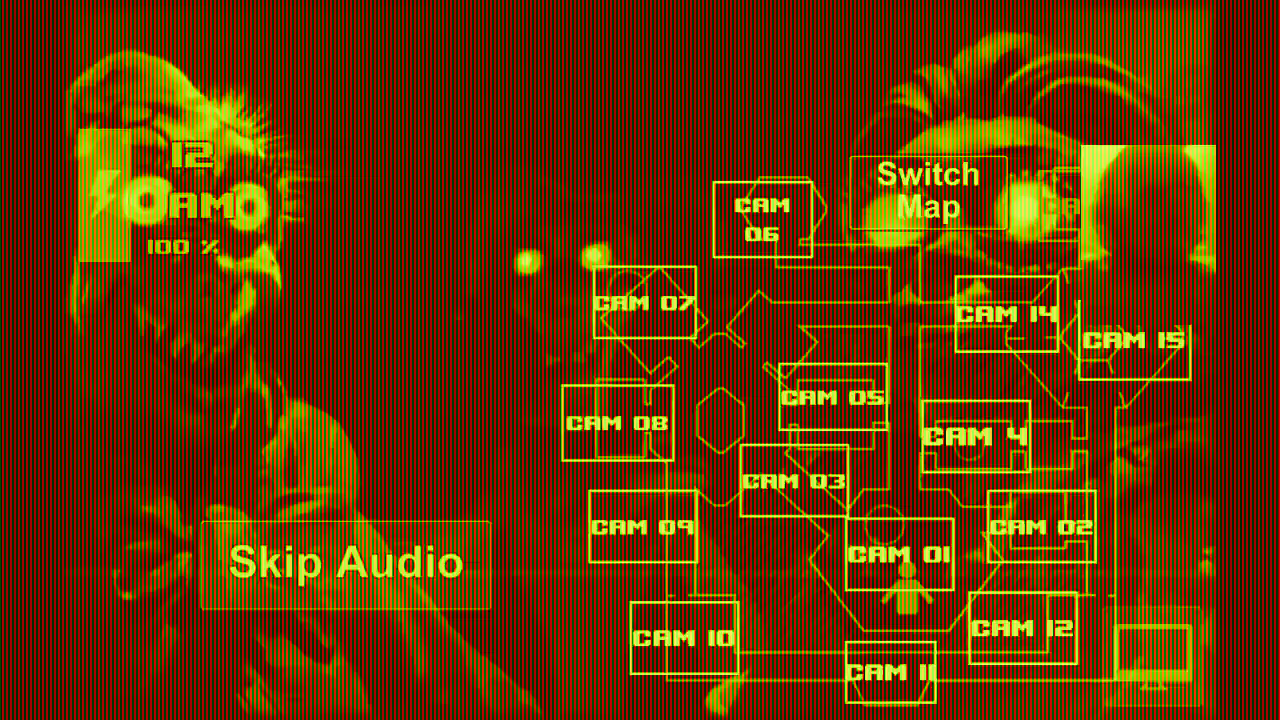 12
AM
100 %
Switch
Map
CAM
06
CAM 07
CAM 14
CAM 15
CAM 05
CAM 08
CAM 4
CAM 03
CAM 09
CAM 02
CAM 01
Skip Audio
CAM 10
CAM 12
CAM 11